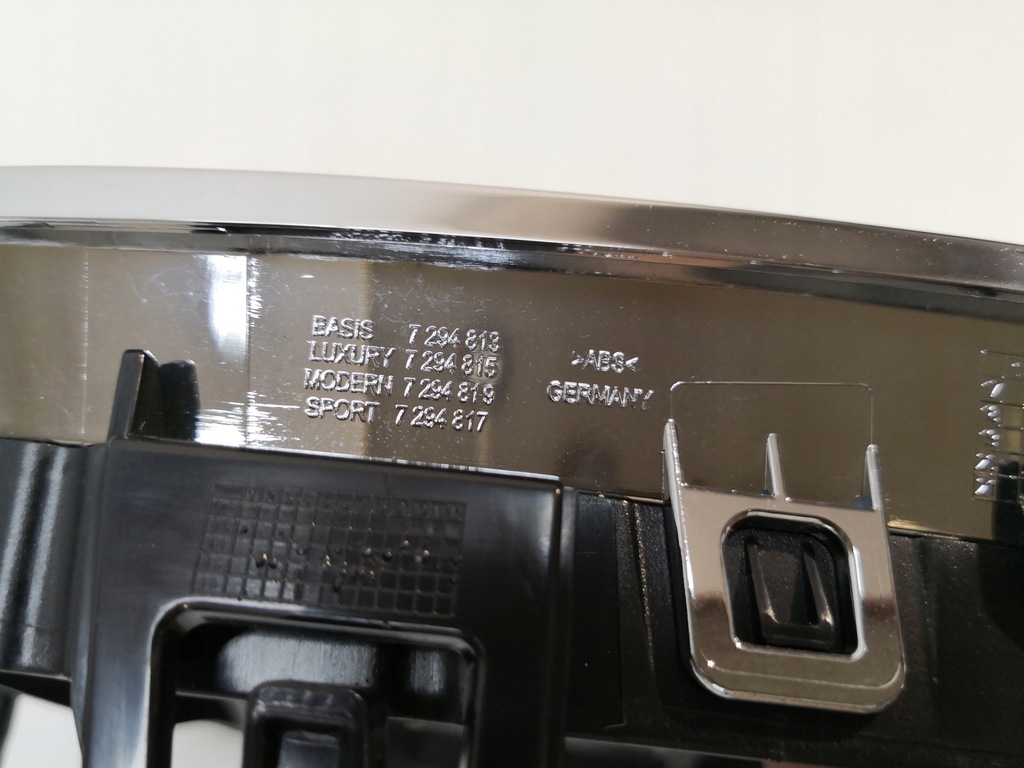 BASIS 7 294 813
LUXURY 7 294 815
MODERN 7 294 819
SPORT 7 294 817
>ABS<
GERMANY